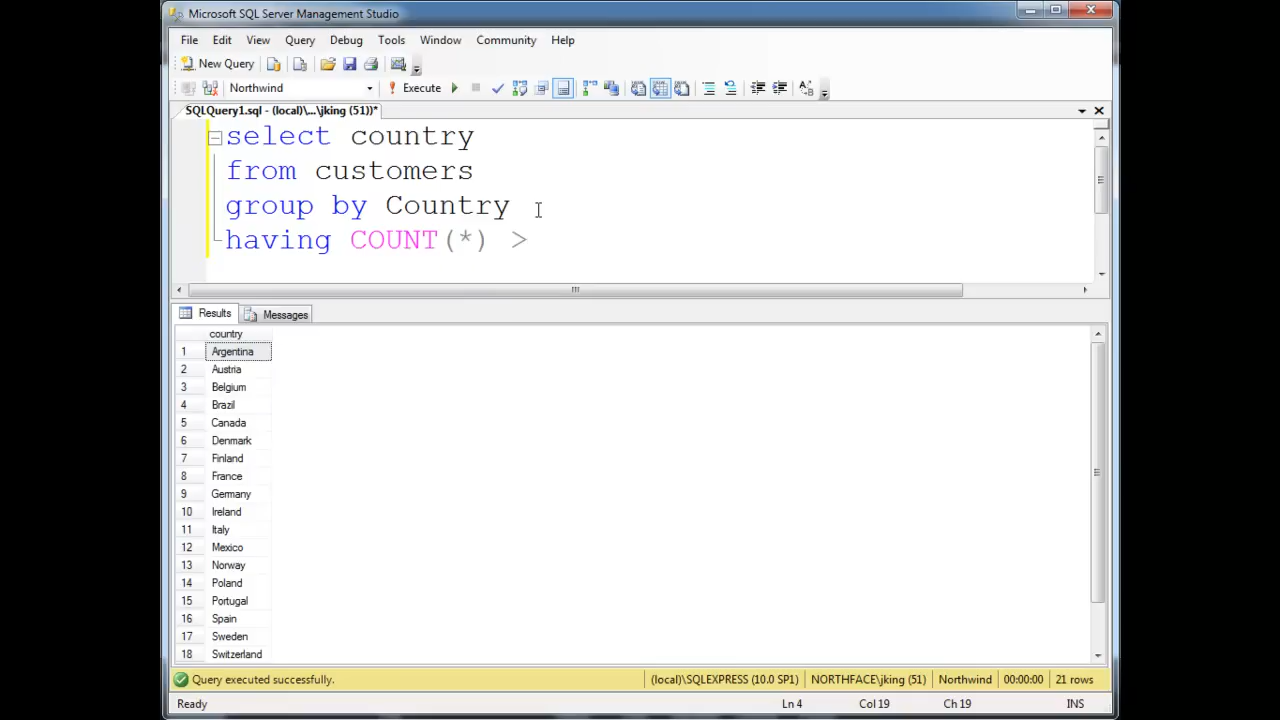 Microsoft SQL Server Management Studio
File Edit View Query Debug Tools Window Community Help
New Query
Northwind Execute
SQLQuery1.sql - (local)\...\jking (51))*
select country
from customers
group by Country
having COUNT(*) >
Results Messages
country
1 Argentina
2 Austria
3 Belgium
4 Brazil
5 Canada
6 Denmark
7 Finland
8 France
9 Germany
10 Ireland
11 Italy
12 Mexico
13 Norway
14 Poland
15 Portugal
16 Spain
17 Sweden
18 Switzerland
Query executed successfully. (local)\SQLEXPRESS (10.0 SP1) NORTHFACE\jking (51) Northwind 00:00:00 21 rows
Ready Ln 4 Col 19 Ch 19 INS